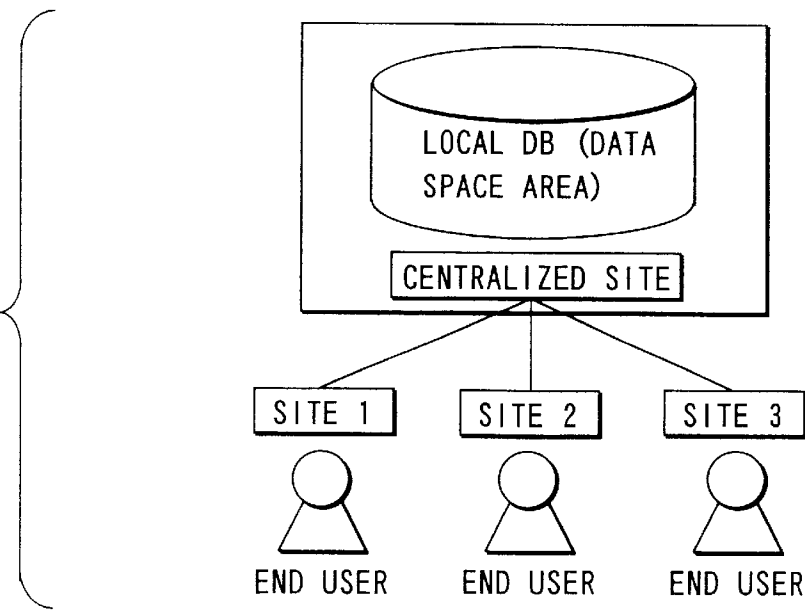 LOCAL DB (DATA
SPACE AREA)
CENTRALIZED SITE
SITE 1 SITE 2 SITE 3
END USER END USER END USER